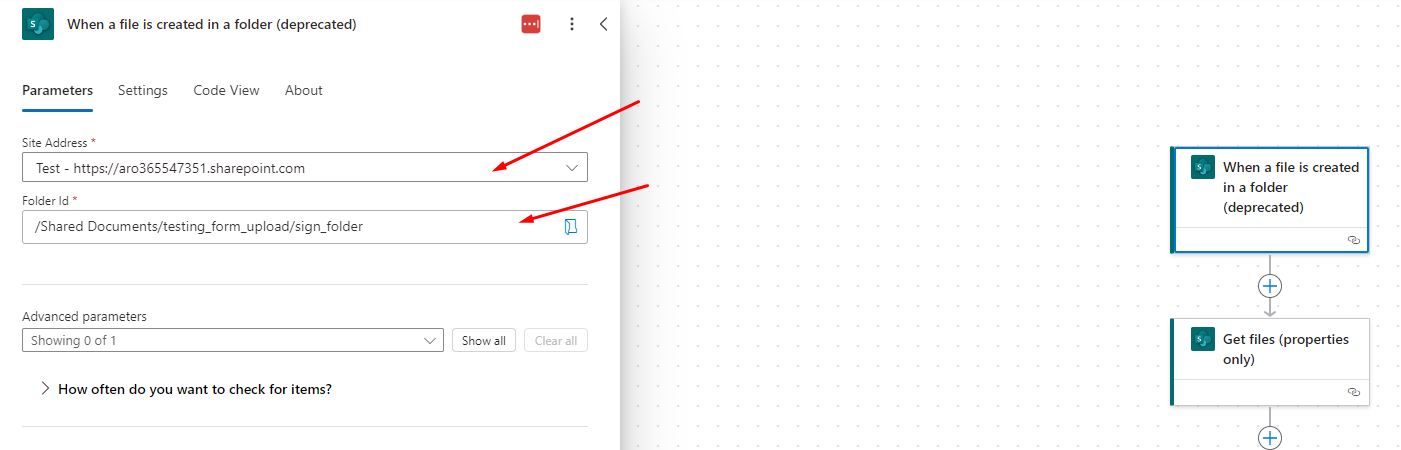 When a file is created in a folder (deprecated)
Parameters
Settings
Code View
About
Site Address *
Test - https://aro365547351.sharepoint.com
Folder Id *
/Shared Documents/testing_form_upload/sign_folder
Advanced parameters
Showing 0 of 1
Show all
Clear all
How often do you want to check for items?
When a file is created
in a folder
(deprecated)
Get files (properties
only)